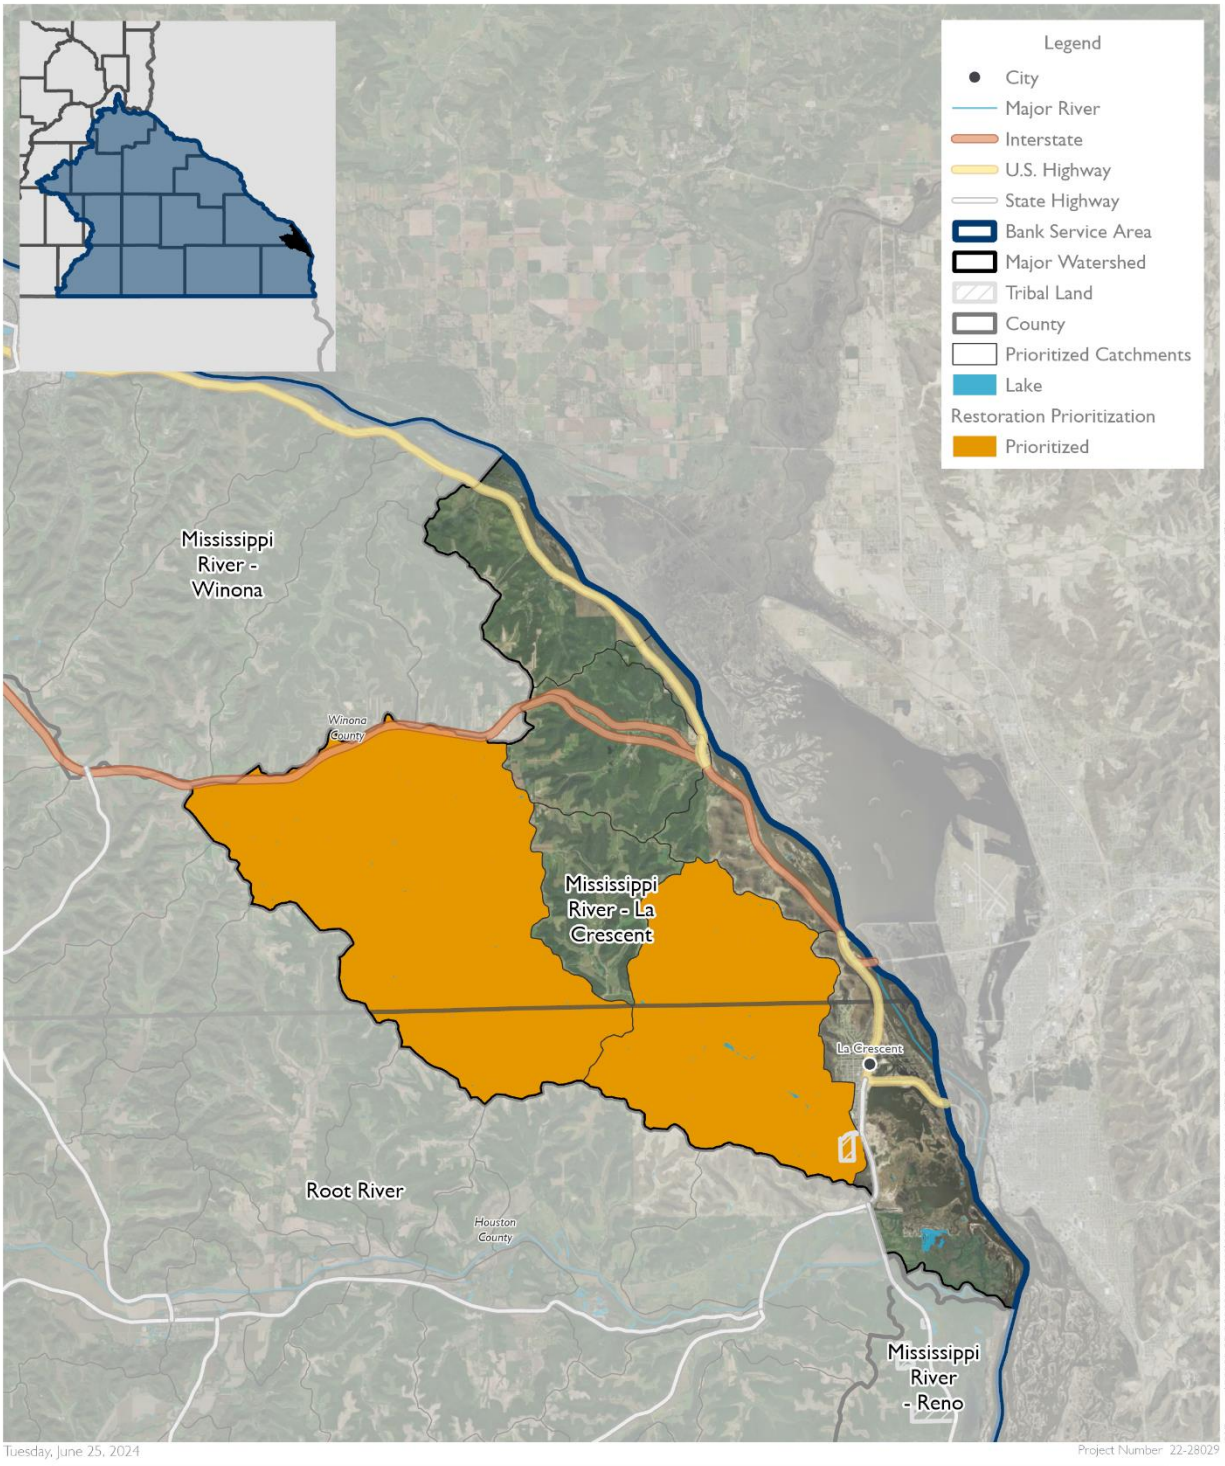 Legend
City
Major River
Interstate
U.S. Highway
State Highway
Bank Service Area
Major Watershed
Tribal Land
County
Prioritized Catchments
Lake
Restoration Prioritization
Prioritized
Mississippi
River -
Winona
Winona
County
Mississippi
River - La
Crescent
La Crescent
Root River
Houston
County
Mississippi
River
- Reno
Tuesday, June 25, 2024
Project Number 22-28029